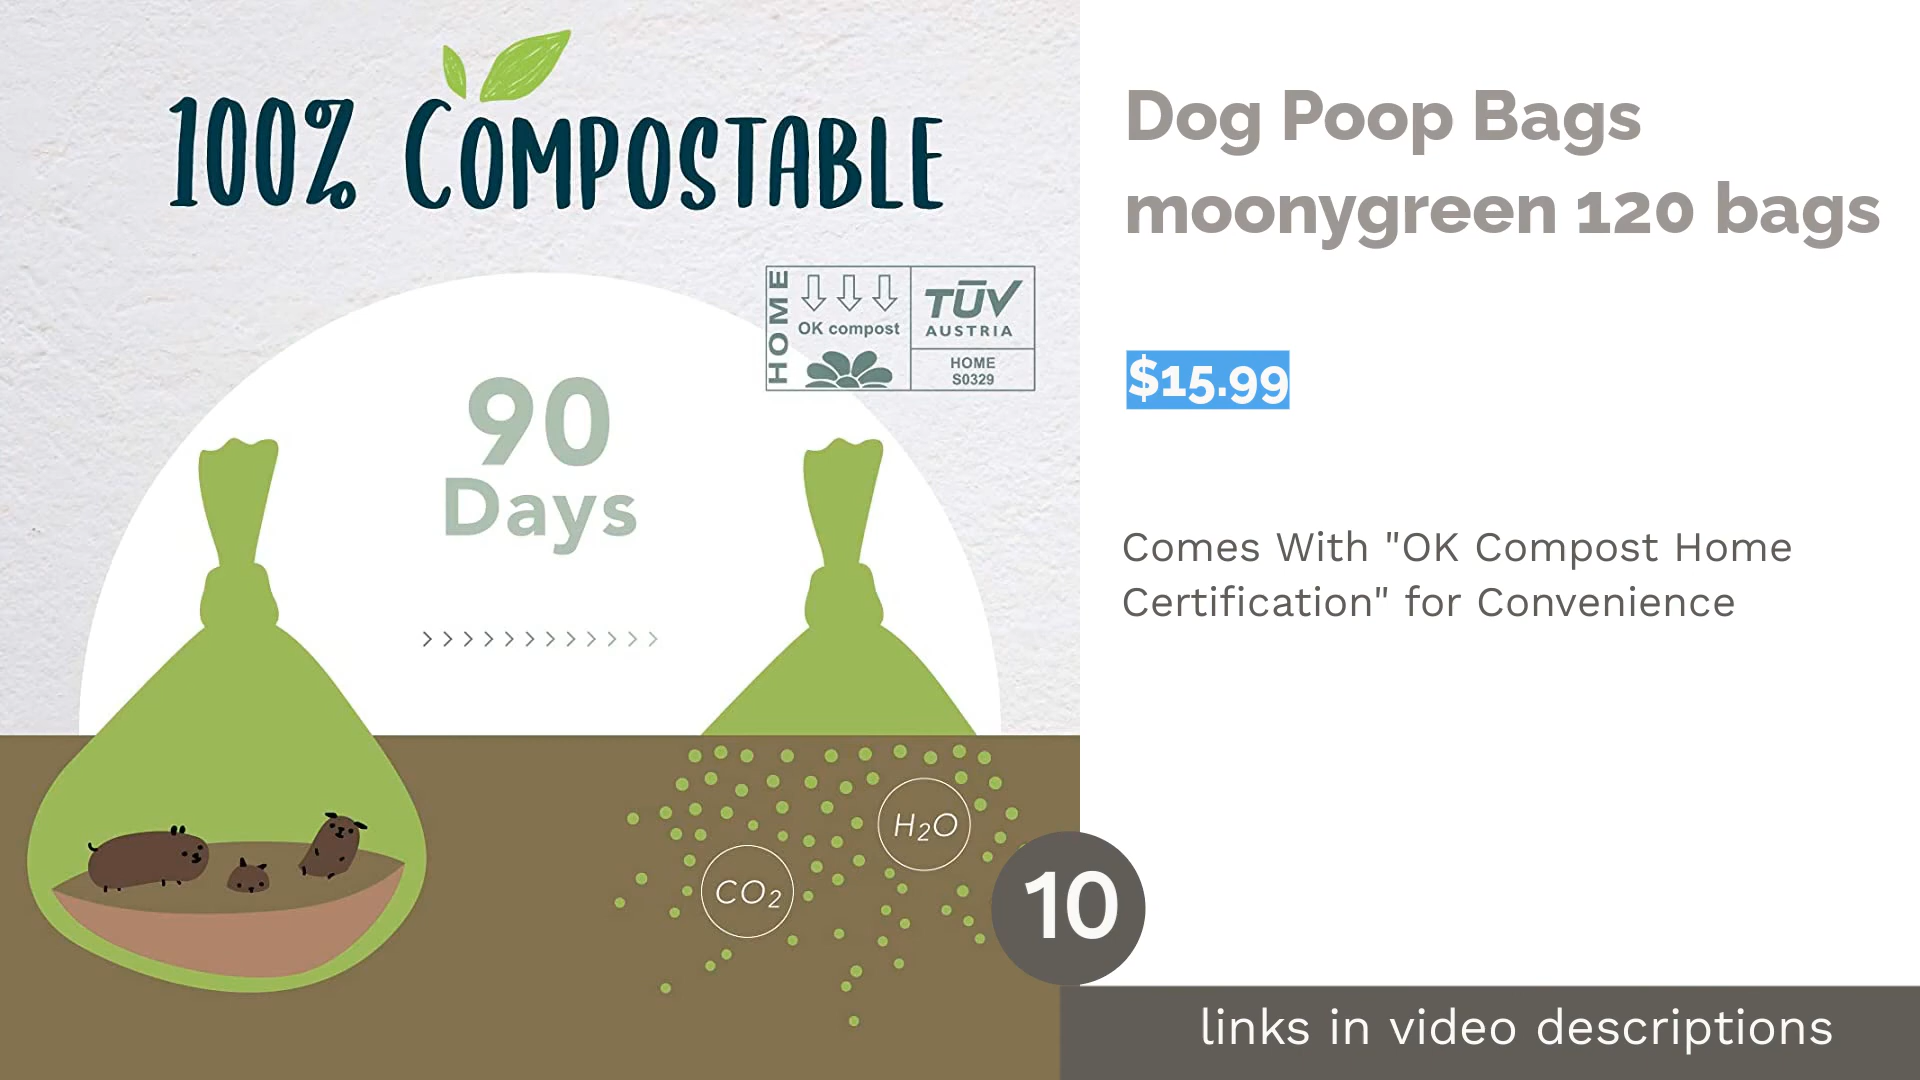 100% COMPOSTABLE
HOME
OK compost
TÜV
AUSTRIA
HOME
S0329
90
Days
CO2
H2O
Dog Poop Bags
moonygreen 120 bags
$15.99
Comes With "OK Compost Home
Certification" for Convenience
10
links in video descriptions